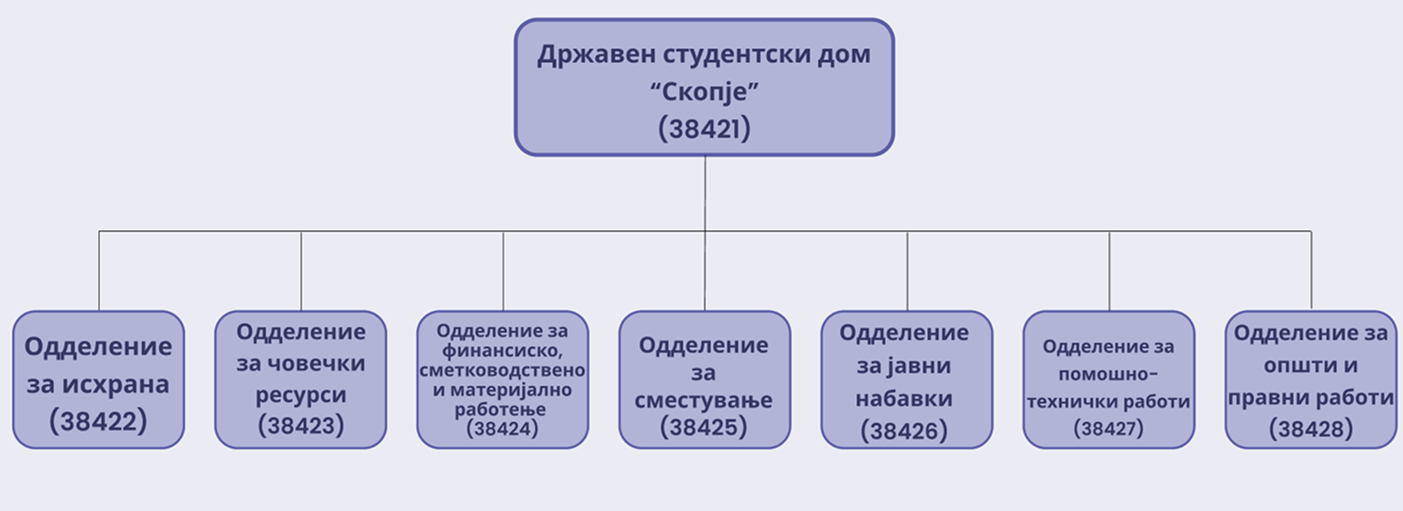 Државен студентски дом
“Скопје”
(38421)
Одделение
за исхрана
(38422)
Одделение
за човечки
ресурси
(38423)
Одделение за
финансиско,
сметководствено
и материјално
работење
(38424)
Одделение
за
сместување
(38425)
Одделение
за јавни
набавки
(38426)
Одделение за
помошно-
технички работи
(38427)
Одделение за
општи и
правни работи
(38428)